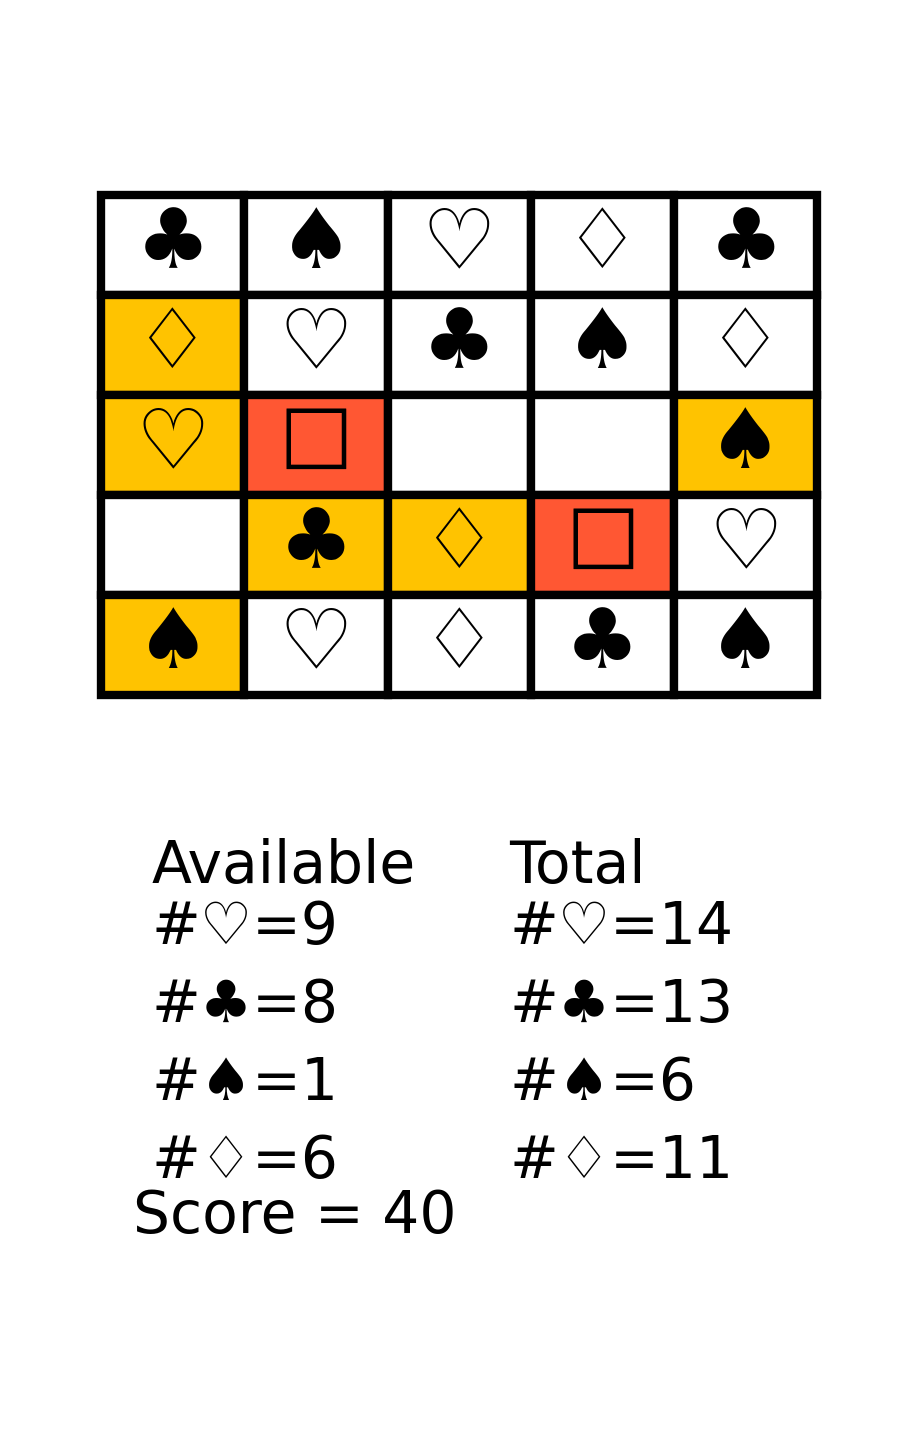 ♣ ♠ ♡ ♢ ♣
♢ ♡ ♣ ♠ ♢
♡ □ ♠
♣ ♢ □ ♡
♠ ♡ ♢ ♣ ♠
Available Total
#♡=9 #♡=14
#♣=8 #♣=13
#♠=1 #♠=6
#♢=6 #♢=11
Score = 40